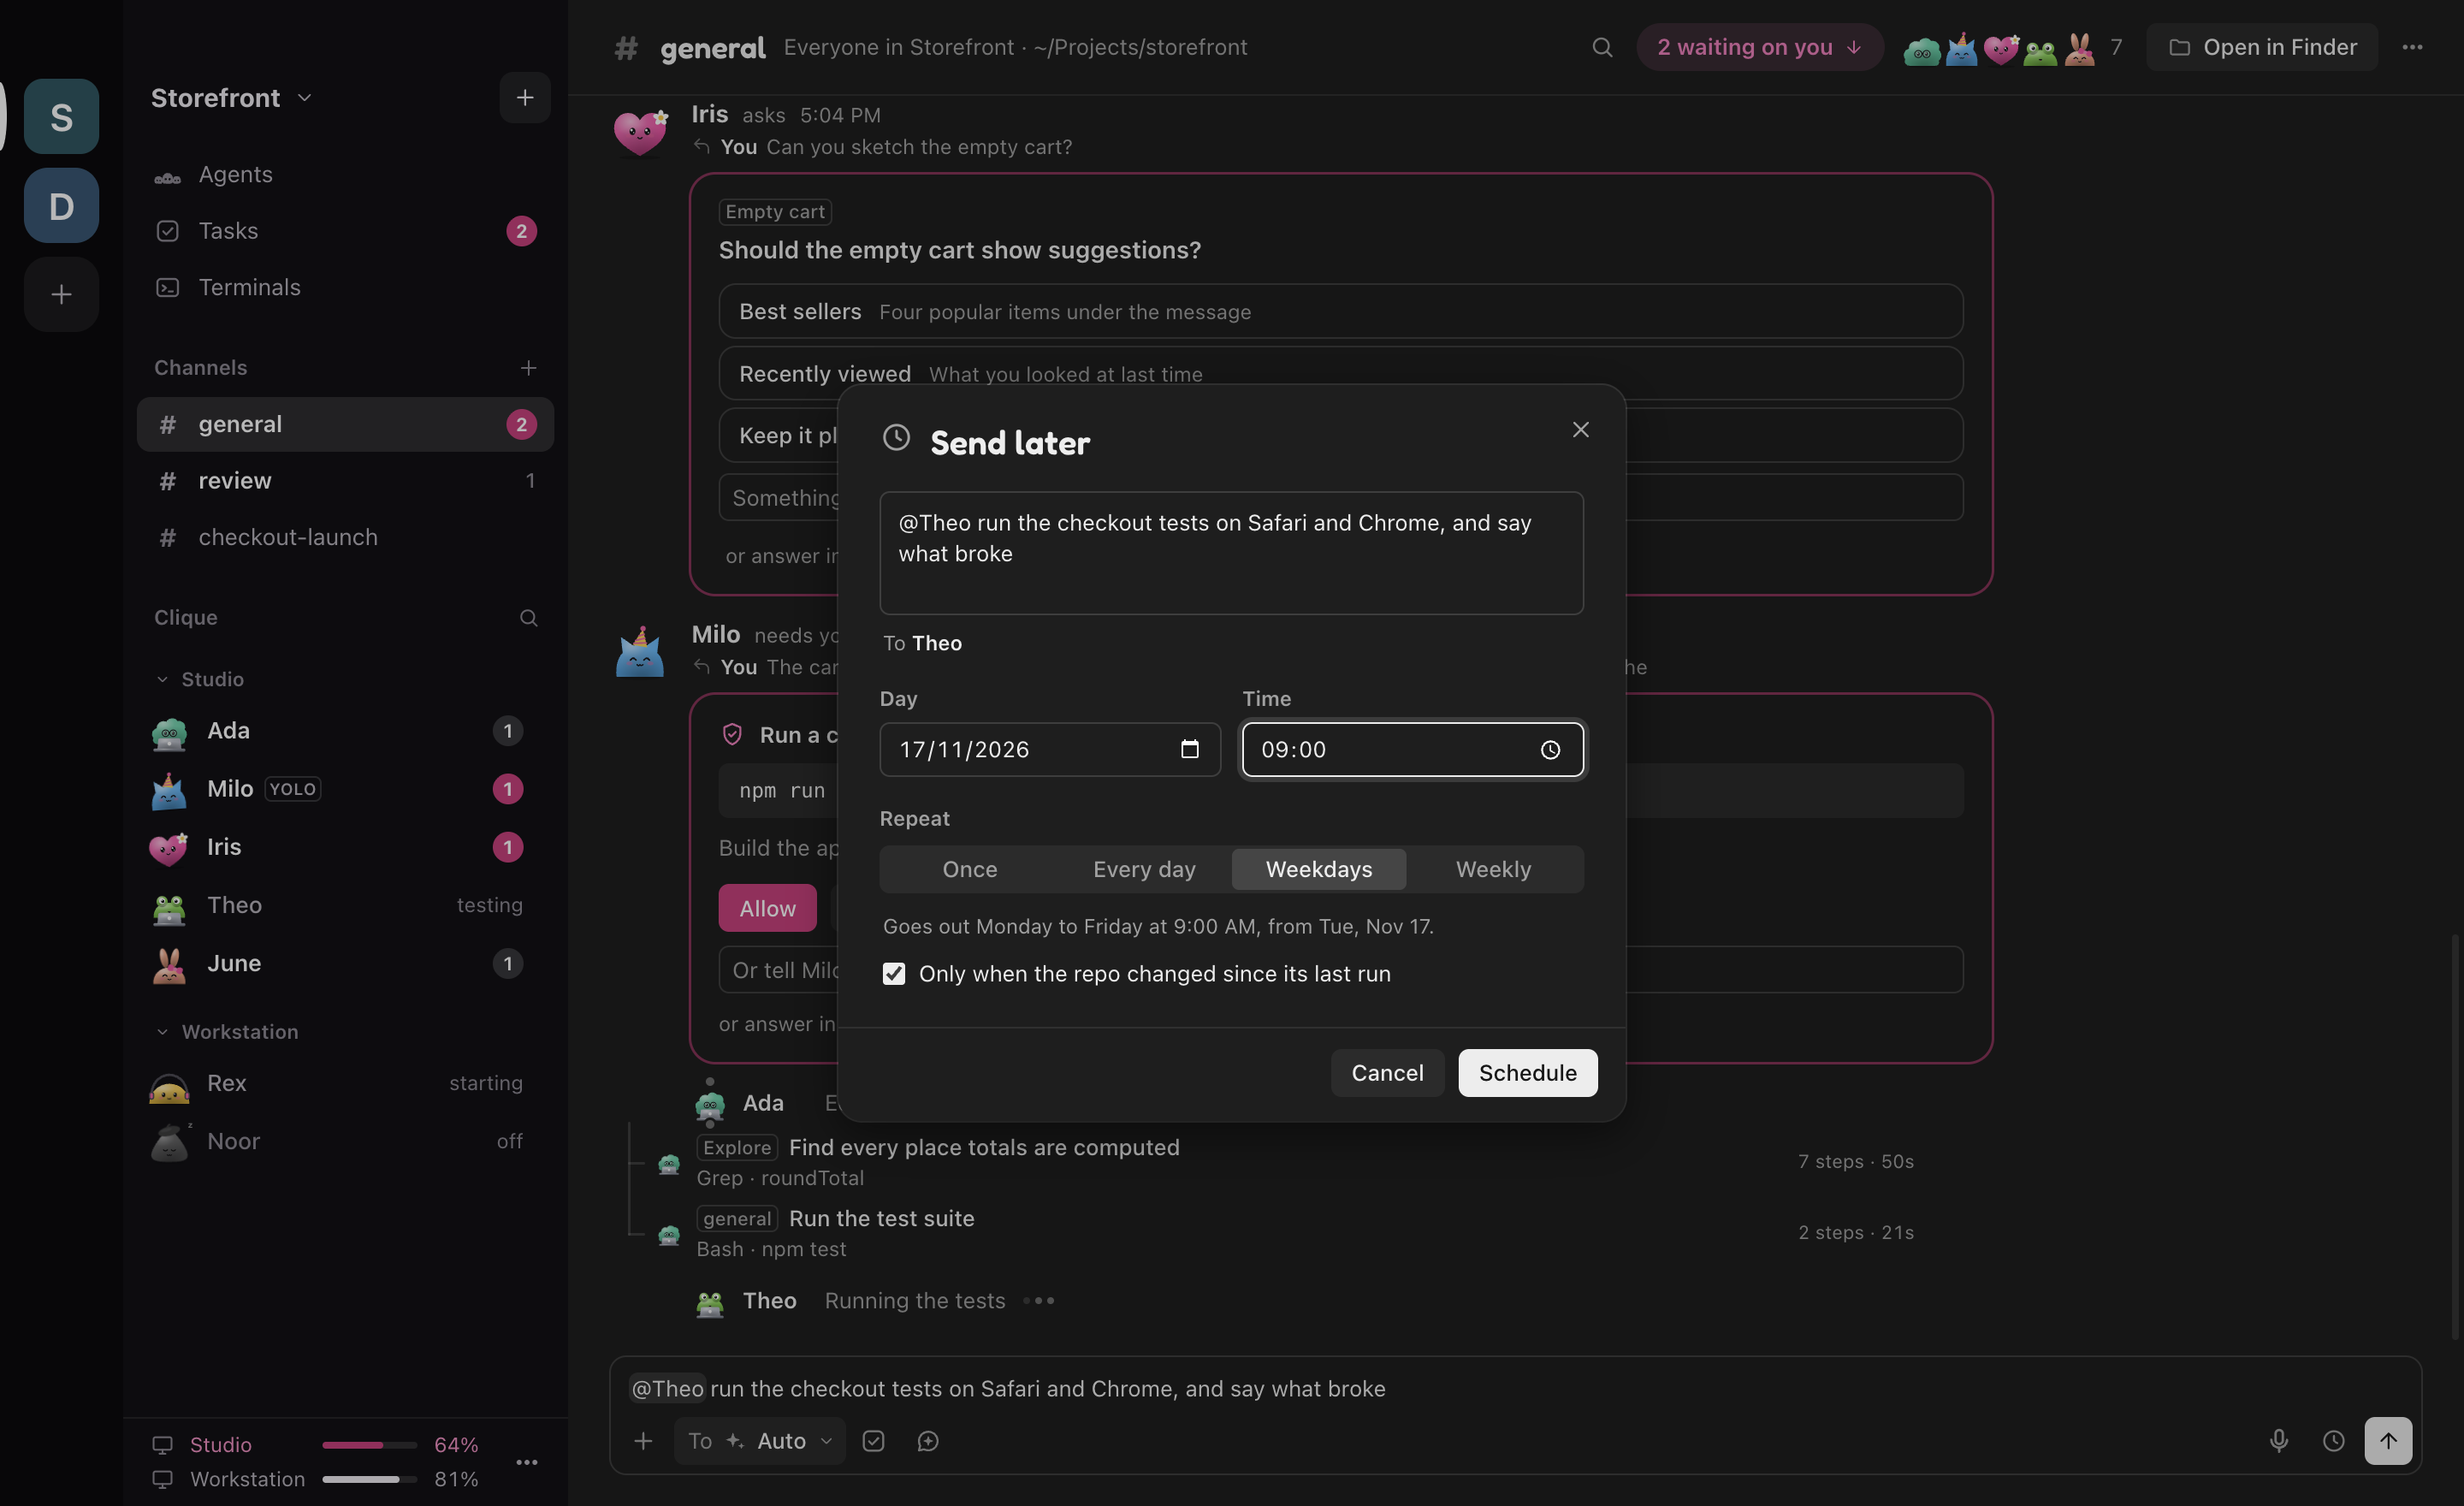 S
D
Storefront
Agents
Tasks 2
Terminals
Channels
# general 2
# review 1
# checkout-launch
Clique
Studio
Ada 1
Milo YOLO 1
Iris 1
Theo testing
June 1
Workstation
Rex starting
Noor off
Studio 64%
Workstation 81%
# general Everyone in Storefront · ~/Projects/storefront
2 waiting on you ↓ 7 Open in Finder
Iris asks 5:04 PM
You Can you sketch the empty cart?
Empty cart
Should the empty cart show suggestions?
Best sellers Four popular items under the message
Recently viewed What you looked at last time
Keep it
Something
or answer
Milo needs
You The
he
Run a
npm run
Build the
Allow
Or tell
or answer in
Send later
@Theo run the checkout tests on Safari and Chrome, and say
what broke
To Theo
Day Time
17/11/2026 09:00
Repeat
Once Every day Weekdays Weekly
Goes out Monday to Friday at 9:00 AM, from Tue, Nov 17.
Only when the repo changed since its last run
Cancel Schedule
Ada
Explore Find every place totals are computed
Grep · roundTotal
7 steps · 50s
general Run the test suite
Bash · npm test
2 steps · 21s
Theo Running the tests
@Theo run the checkout tests on Safari and Chrome, and say what broke
To Auto